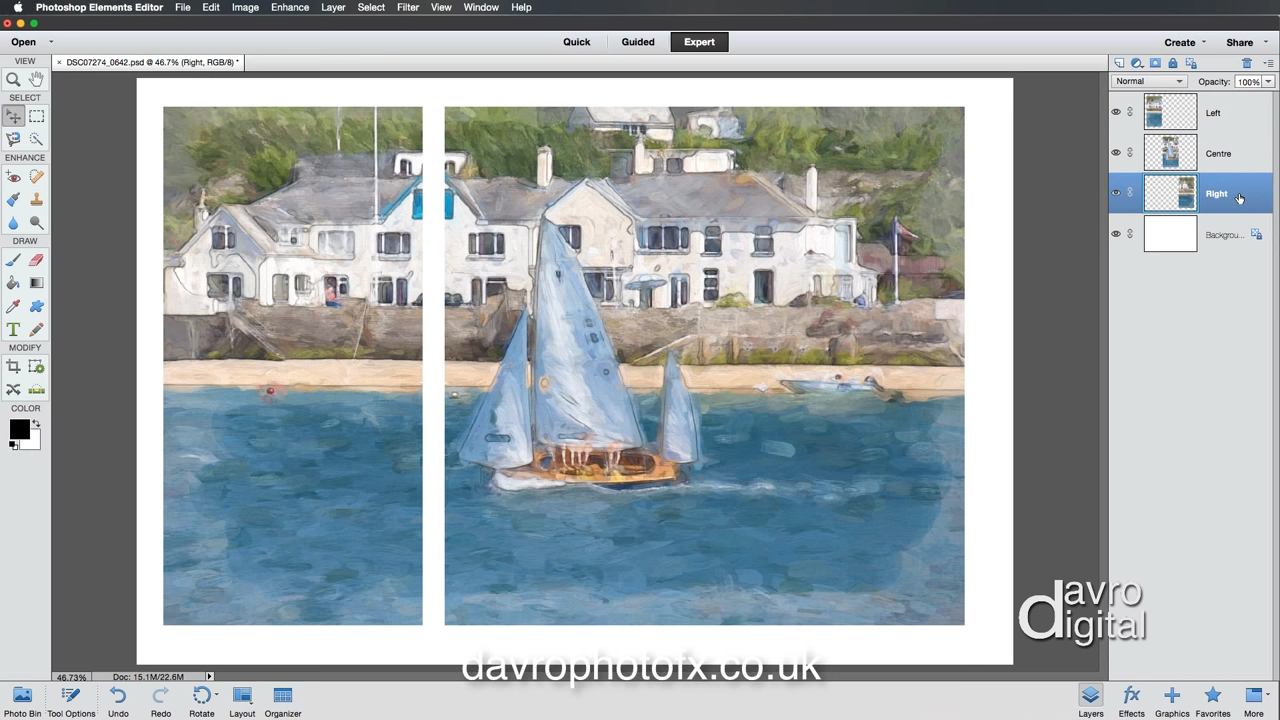 Photoshop Elements Editor File Edit Image Enhance Layer Select Filter View Window Help
Open Quick Guided Expert Create Share
VIEW
× DSC07274_0642.psd @ 46.7% (Right, RGB/8) *
Normal Opacity: 100%
SELECT
Left
Centre
ENHANCE
Right
Backgrou...
DRAW
T
MODIFY
COLOR
davro
digital
davrophotofx.co.uk
46.73% Doc: 15.1M/22.6M
fx
Photo Bin Tool Options Undo Redo Rotate Layout Organizer Layers Effects Graphics Favorites More